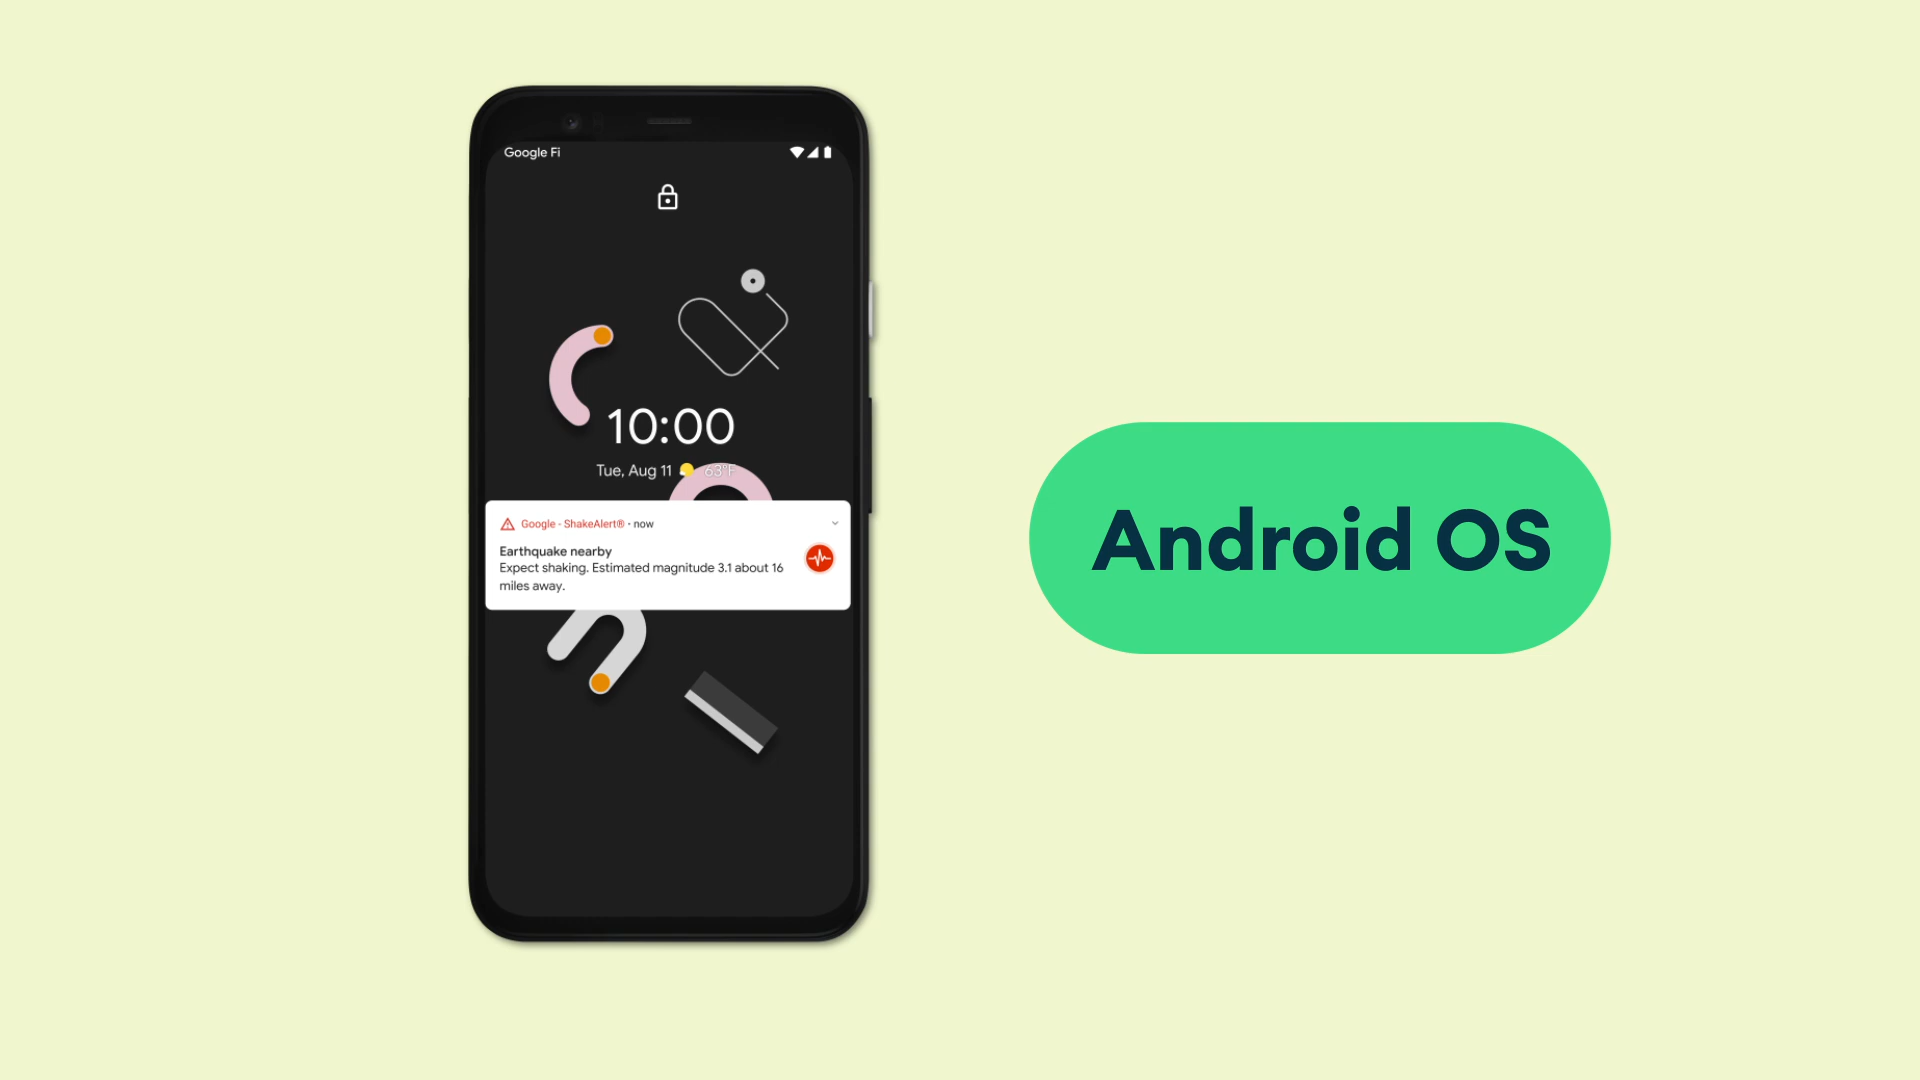 Google Fi
10:00
Tue, Aug 11 63°F
Google - ShakeAlert® • now
Earthquake nearby
Expect shaking. Estimated magnitude 3.1 about 16
miles away.
Android OS